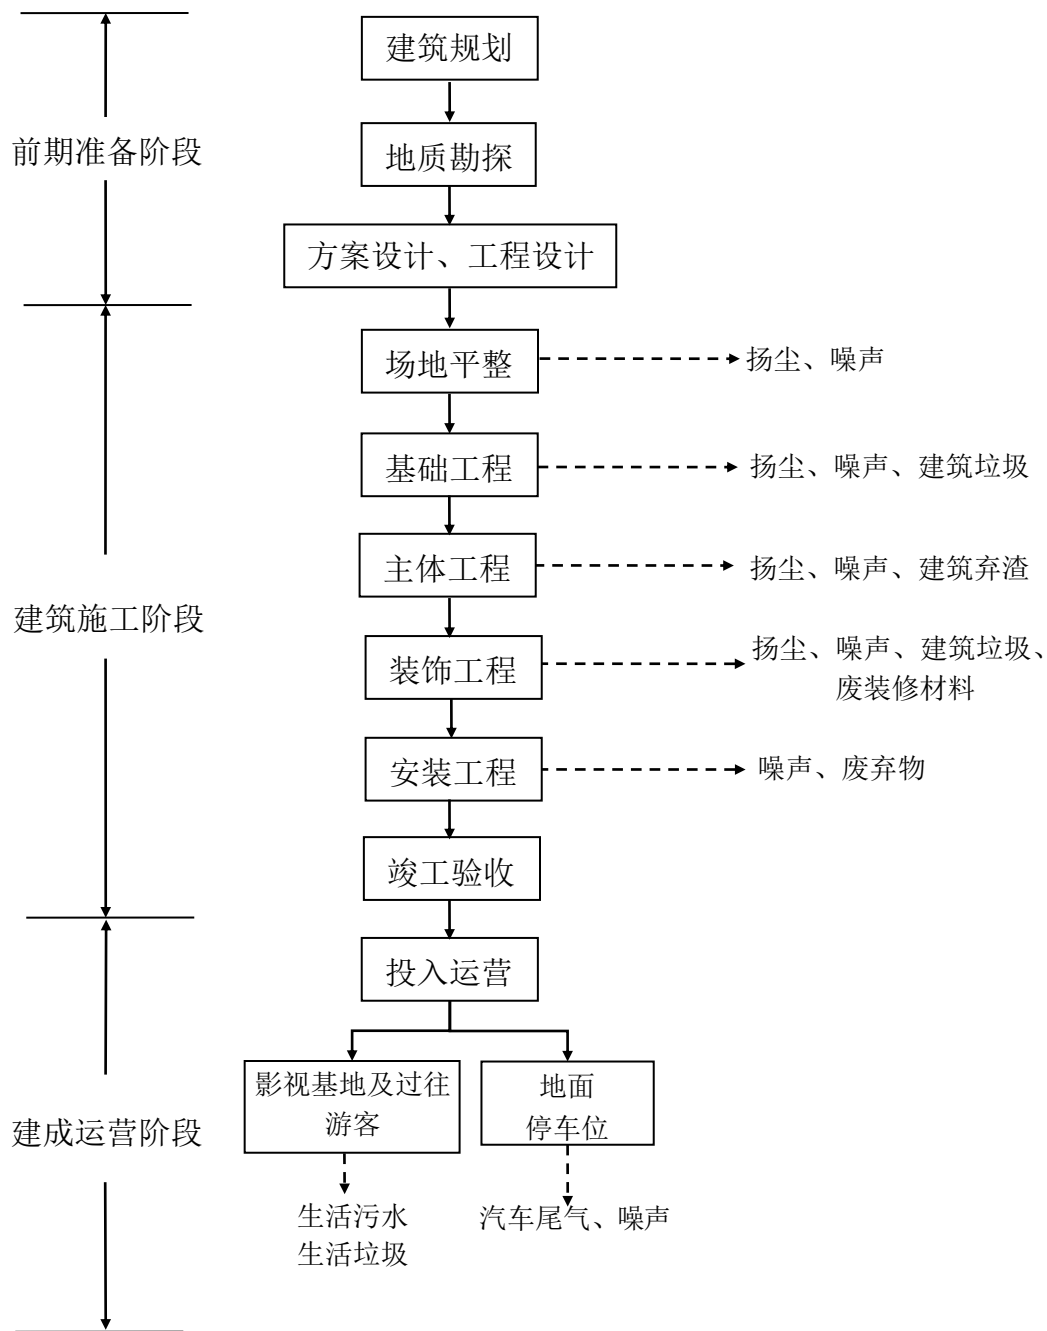 建筑规划
前期准备阶段
地质勘探
方案设计、工程设计
场地平整
扬尘、噪声
基础工程
扬尘、噪声、建筑垃圾
主体工程
扬尘、噪声、建筑弃渣
建筑施工阶段
装饰工程
扬尘、噪声、建筑垃圾、
废装修材料
安装工程
噪声、废弃物
竣工验收
投入运营
建成运营阶段
影视基地及过往
游客
地面
停车位
生活污水
生活垃圾
汽车尾气、噪声